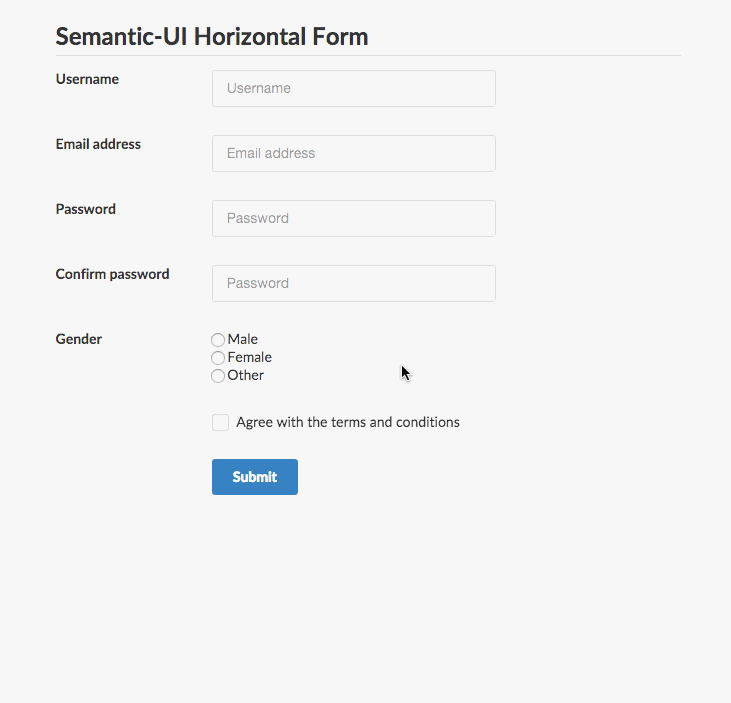 Semantic-UI Horizontal Form
Username
Username
Email address
Email address
Password
Password
Confirm password
Password
Gender
Male
Female
Other
Agree with the terms and conditions
Submit